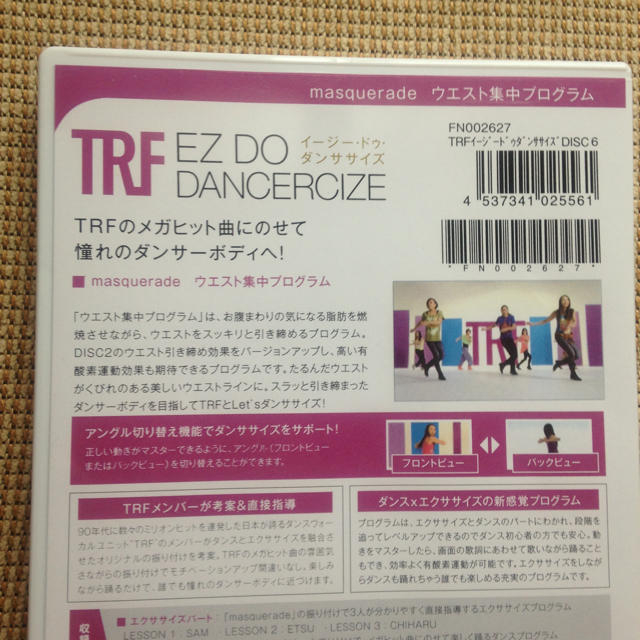 masquerade ウエスト集中プログラム
TRF EZ DO DANCERCIZE
イージー・ドゥ・ダンササイズ
FN002627
TRFイージードゥダンササイズ DISC 6
4 537341 025561
*FN002627*
TRFのメガヒット曲にのせて
憧れのダンサーボディへ!
■ masquerade ウエスト集中プログラム
「ウエスト集中プログラム」は、お腹まわりの気になる脂肪を燃
焼させながら、ウエストをスッキリと引き締めるプログラム。
DISC2のウエスト引き締め効果をバージョンアップし、高い有
酸素運動効果も期待できるプログラムです。たるんだウエスト
がくびれのある美しいウエストラインに。スラッと引き締まった
ダンサーボディを目指してTRFとLet'sダンササイズ!
TRF
アングル切り替え機能でダンササイズをサポート!
正しい動きがマスターできるように、アングル(フロントビュー
またはバックビュー)を切り替えることができます。
フロントビュー
バックビュー
TRFメンバーが考案&直接指導
90年代に数々のミリオンヒットを連発した日本が誇るダンスヴォー
カルユニット"TRF"のメンバーがダンスとエクササイズを融合さ
せたオリジナルの振り付けを考案。TRFのメガヒット曲の雰囲気
さながらの振り付けでモチベーションアップ間違いなし。楽しみ
ながら踊るだけで、誰でも憧れのダンサーボディに近づけます。
ダンスxエクササイズの新感覚プログラム
プログラムは、エクササイズとダンスのパートにわかれ、段階を
追ってレベルアップできるのでダンス初心者の方でも安心。動
きをマスターしたら、画面の歌詞にあわせて歌いながら踊ること
もでき、効率よく有酸素運動が可能です。エクササイズをしなが
らダンスも踊れちゃう誰でも楽しめる充実のプログラムです。
収
■ エクササイズパート:「masquerade」の振り付けで3人が分かりやすく直接指導するエクササイズプログラム
LESSON 1:SAM LESSON 2:ETSU LESSON 3:CHIHARU